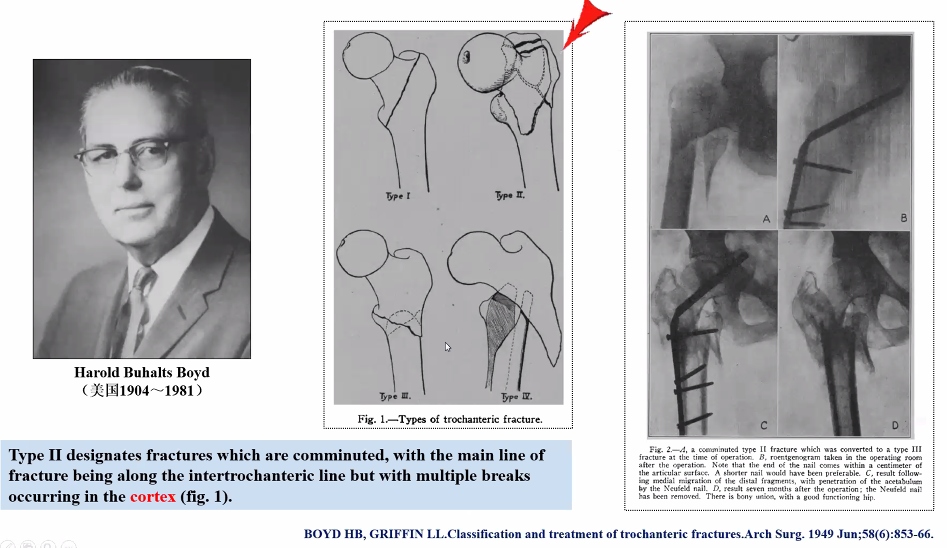 Harold Buhalts Boyd
（美国1904～1981）
Type I
Type II.
Type III.
Type IV.
Fig. 1.—Types of trochanteric fracture.
A
B
C
D
Fig. 2.—A, a comminuted type II fracture which was converted to a type III
fracture at the time of operation. B, roentgenogram taken in the operating room
after the operation. Note that the end of the nail comes within a centimeter of
the articular surface. A shorter nail would have been preferable. C, result follow-
ing medial migration of the distal fragments, with penetration of the acetabulum
by the Neufeld nail. D, result seven months after the operation; the Neufeld nail
has been removed. There is bony union, with a good functioning hip.
Type II designates fractures which are comminuted, with the main line of
fracture being along the intertrochanteric line but with multiple breaks
occurring in the cortex (fig. 1).
BOYD HB, GRIFFIN LL.Classification and treatment of trochanteric fractures.Arch Surg. 1949 Jun;58(6):853-66.